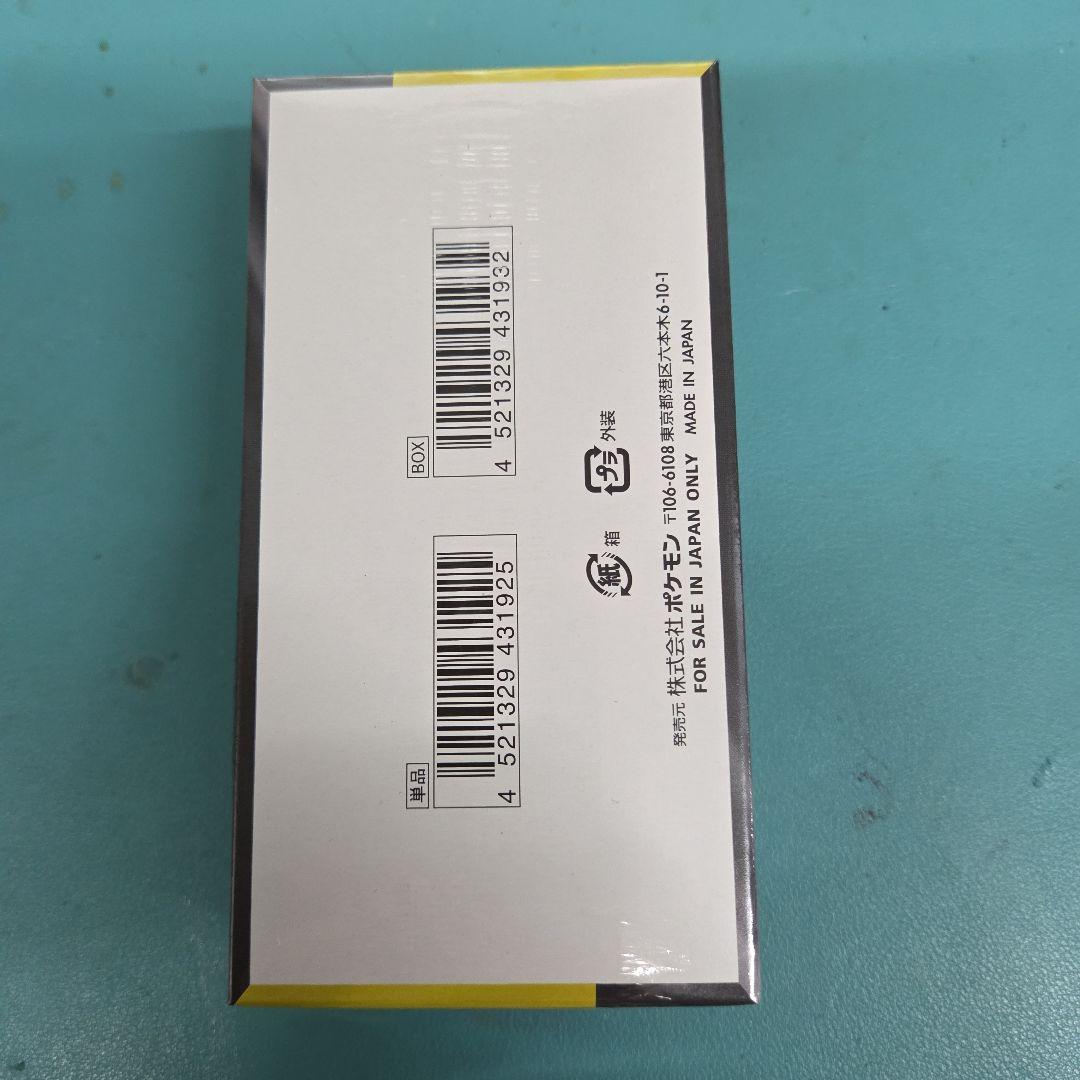 単品
4 521329 431925
BOX
4 521329 431932
紙 箱
プラ 外装
発売元 株式会社 ポケモン 〒106-6108 東京都港区六本木6-10-1
FOR SALE IN JAPAN ONLY MADE IN JAPAN